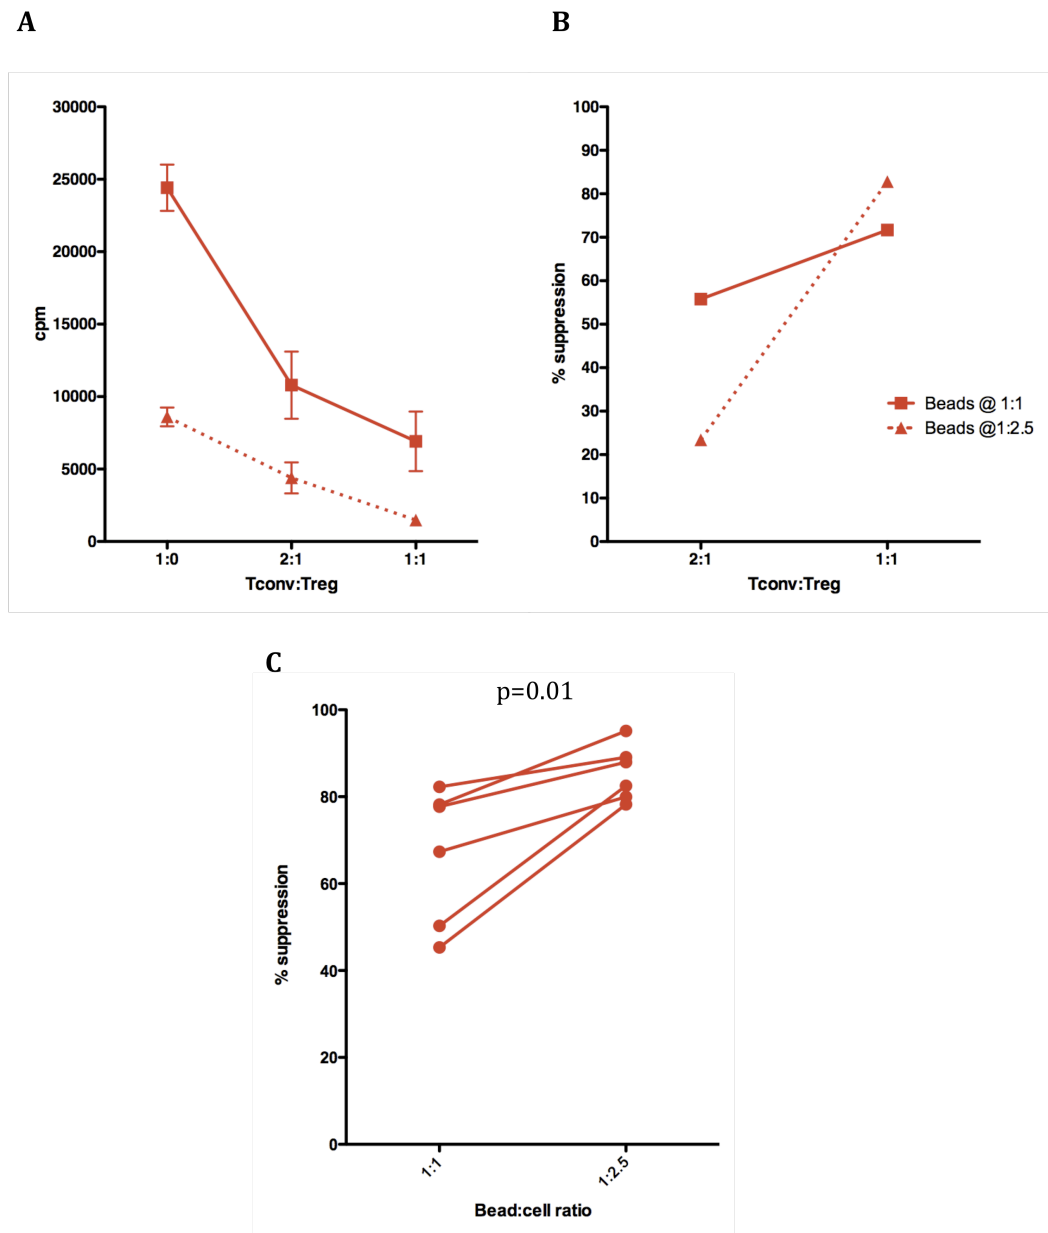 A
B
30000
25000
20000
15000
10000
5000
0
cpm
1:0
2:1
1:1
Tconv:Treg
100
90
80
70
60
50
40
30
20
10
0
% suppression
2:1
1:1
Tconv:Treg
Beads @ 1:1
Beads @1:2.5
C
p=0.01
100
80
60
40
20
0
% suppression
1:1
1:2.5
Bead:cell ratio